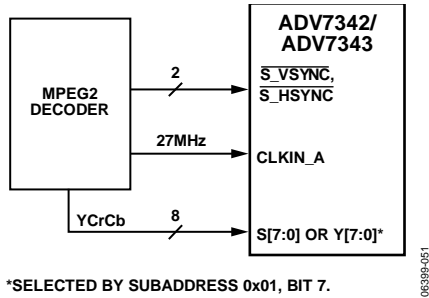 ADV7342/
ADV7343
MPEG2
DECODER
2
S_VSYNC,
S_HSYNC
27MHz
CLKIN_A
YCrCb
8
S[7:0] OR Y[7:0]*
*SELECTED BY SUBADDRESS 0x01, BIT 7.
06399-051